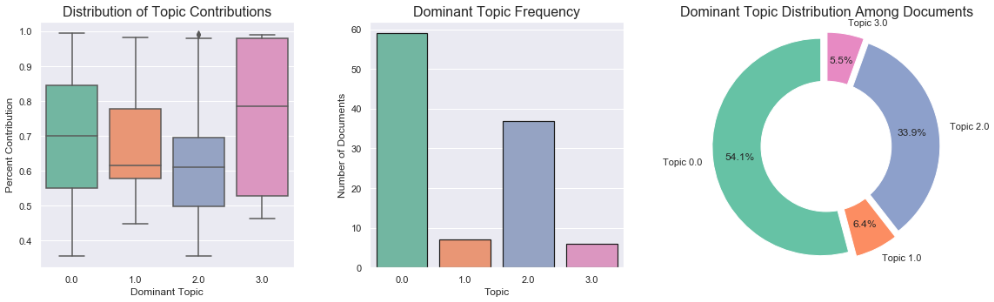 Distribution of Topic Contributions
Percent Contribution
1.0
0.9
0.8
0.7
0.6
0.5
0.4
0.0 1.0 2.0 3.0
Dominant Topic
Dominant Topic Frequency
Number of Documents
60
50
40
30
20
10
0
0.0 1.0 2.0 3.0
Topic
Dominant Topic Distribution Among Documents
Topic 3.0
5.5%
Topic 2.0
33.9%
Topic 0.0
54.1%
6.4%
Topic 1.0